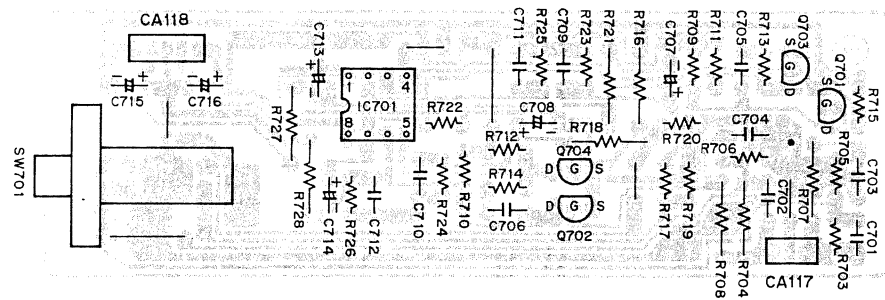 CA118
C713
C711
R725
C709
R723
R721
R716
C707
R709
R711
C705
R713
Q703
S
G
D
Q701
S
G
D
R715
C715
C716
1
4
IC701
8
5
R722
C708
R727
R712
R718
R720
C704
R706
R705
C703
Q704
D
G
S
R714
D
G
S
Q702
C706
SW701
R728
C714
R726
C712
C710
R724
R710
R717
R719
R708
R704
C702
R707
CA117
R703
C701